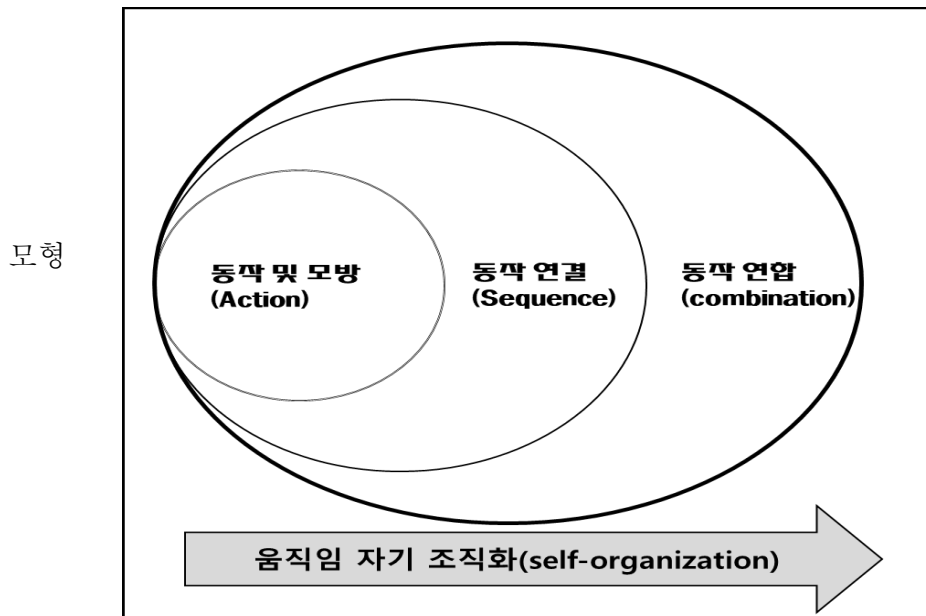 모형
동작 및 모방
(Action)
동작 연결
(Sequence)
동작 연합
(combination)
움직임 자기 조직화(self-organization)